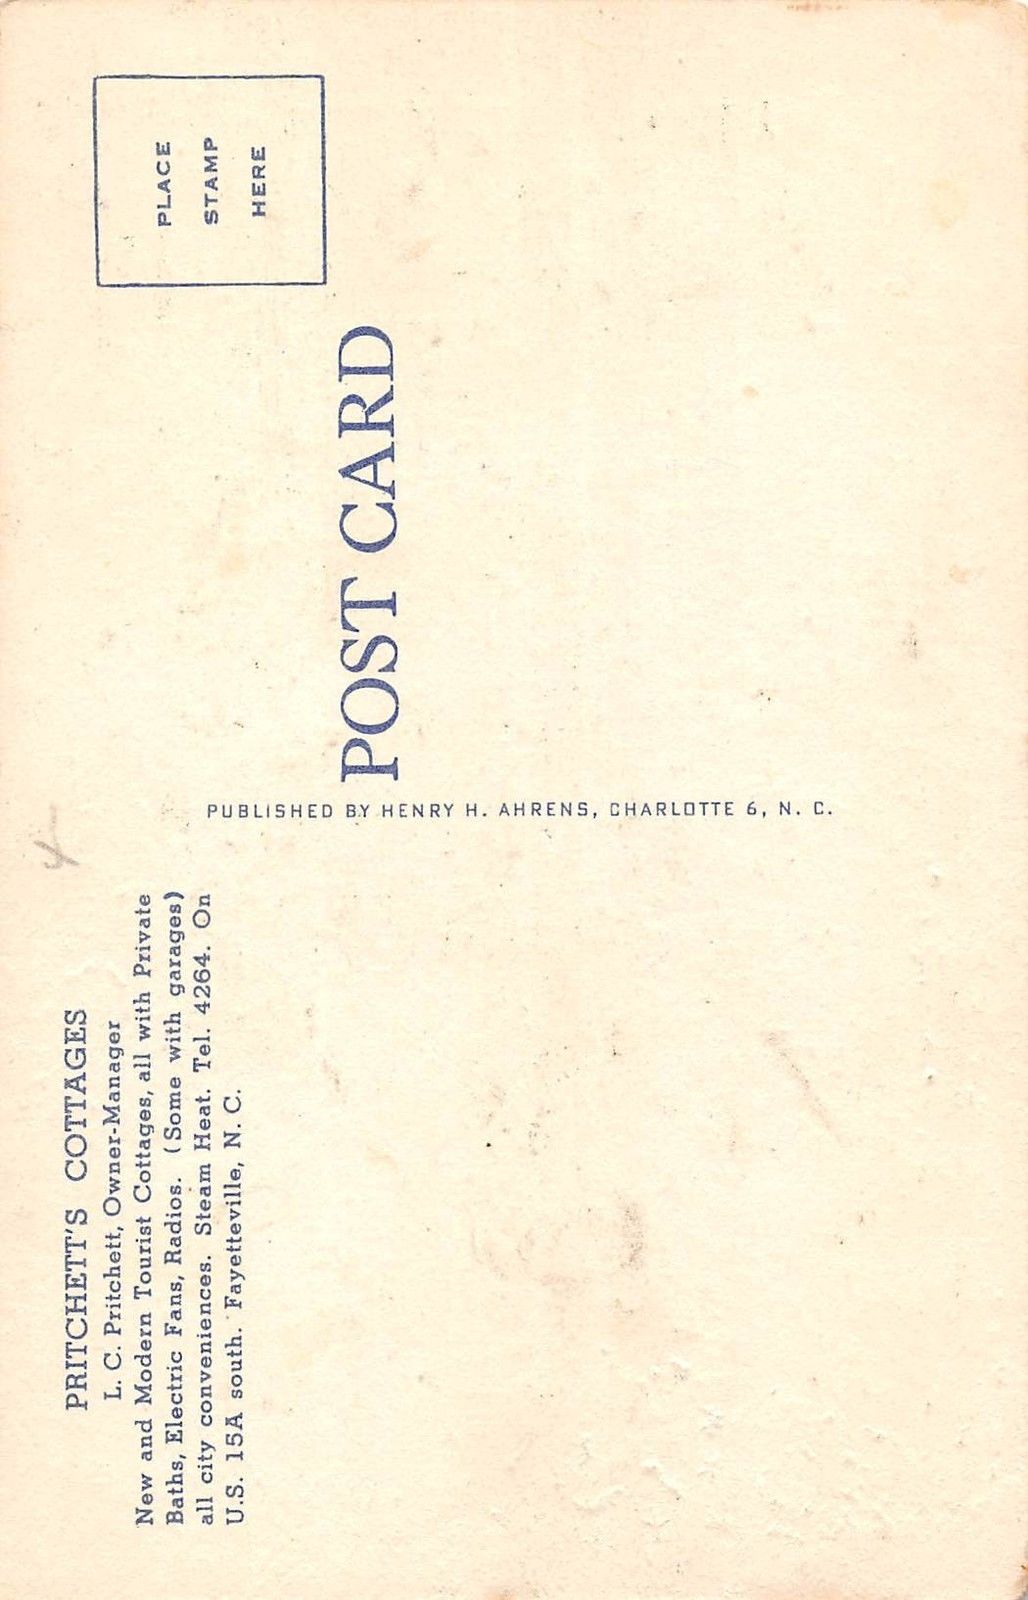 PRITCHETT'S COTTAGES
L. C. Pritchett, Owner-Manager
New and Modern Tourist Cottages, all with Private
Baths, Electric Fans, Radios. (Some with garages)
all city conveniences. Steam Heat. Tel. 4264. On
U.S. 15A south. Fayetteville, N. C.
PUBLISHED BY HENRY H. AHRENS, CHARLOTTE 6, N. C.
POST CARD
PLACE
STAMP
HERE